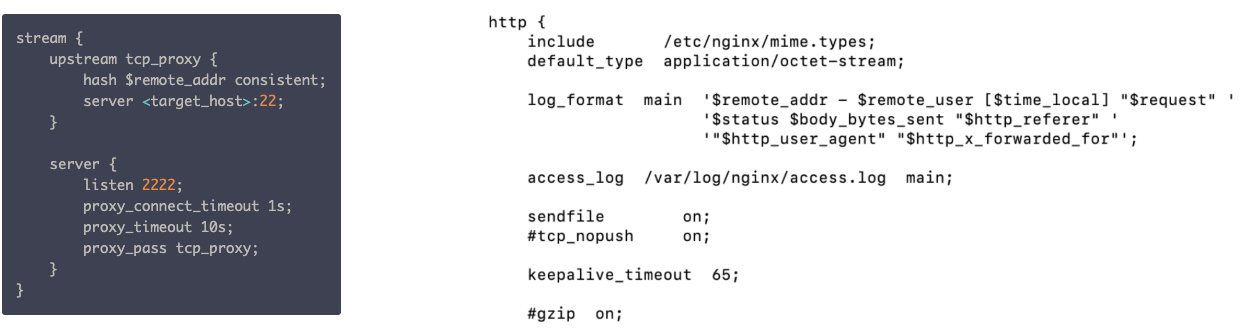 stream {
    upstream tcp_proxy {
        hash $remote_addr consistent;
        server <target_host>:22;
    }

    server {
        listen 2222;
        proxy_connect_timeout 1s;
        proxy_timeout 10s;
        proxy_pass tcp_proxy;
    }
}
http {
    include       /etc/nginx/mime.types;
    default_type  application/octet-stream;

    log_format  main  '$remote_addr - $remote_user [$time_local] "$request" '
                      '$status $body_bytes_sent "$http_referer" '
                      '"$http_user_agent" "$http_x_forwarded_for"';

    access_log  /var/log/nginx/access.log  main;

    sendfile        on;
    #tcp_nopush     on;

    keepalive_timeout  65;

    #gzip  on;